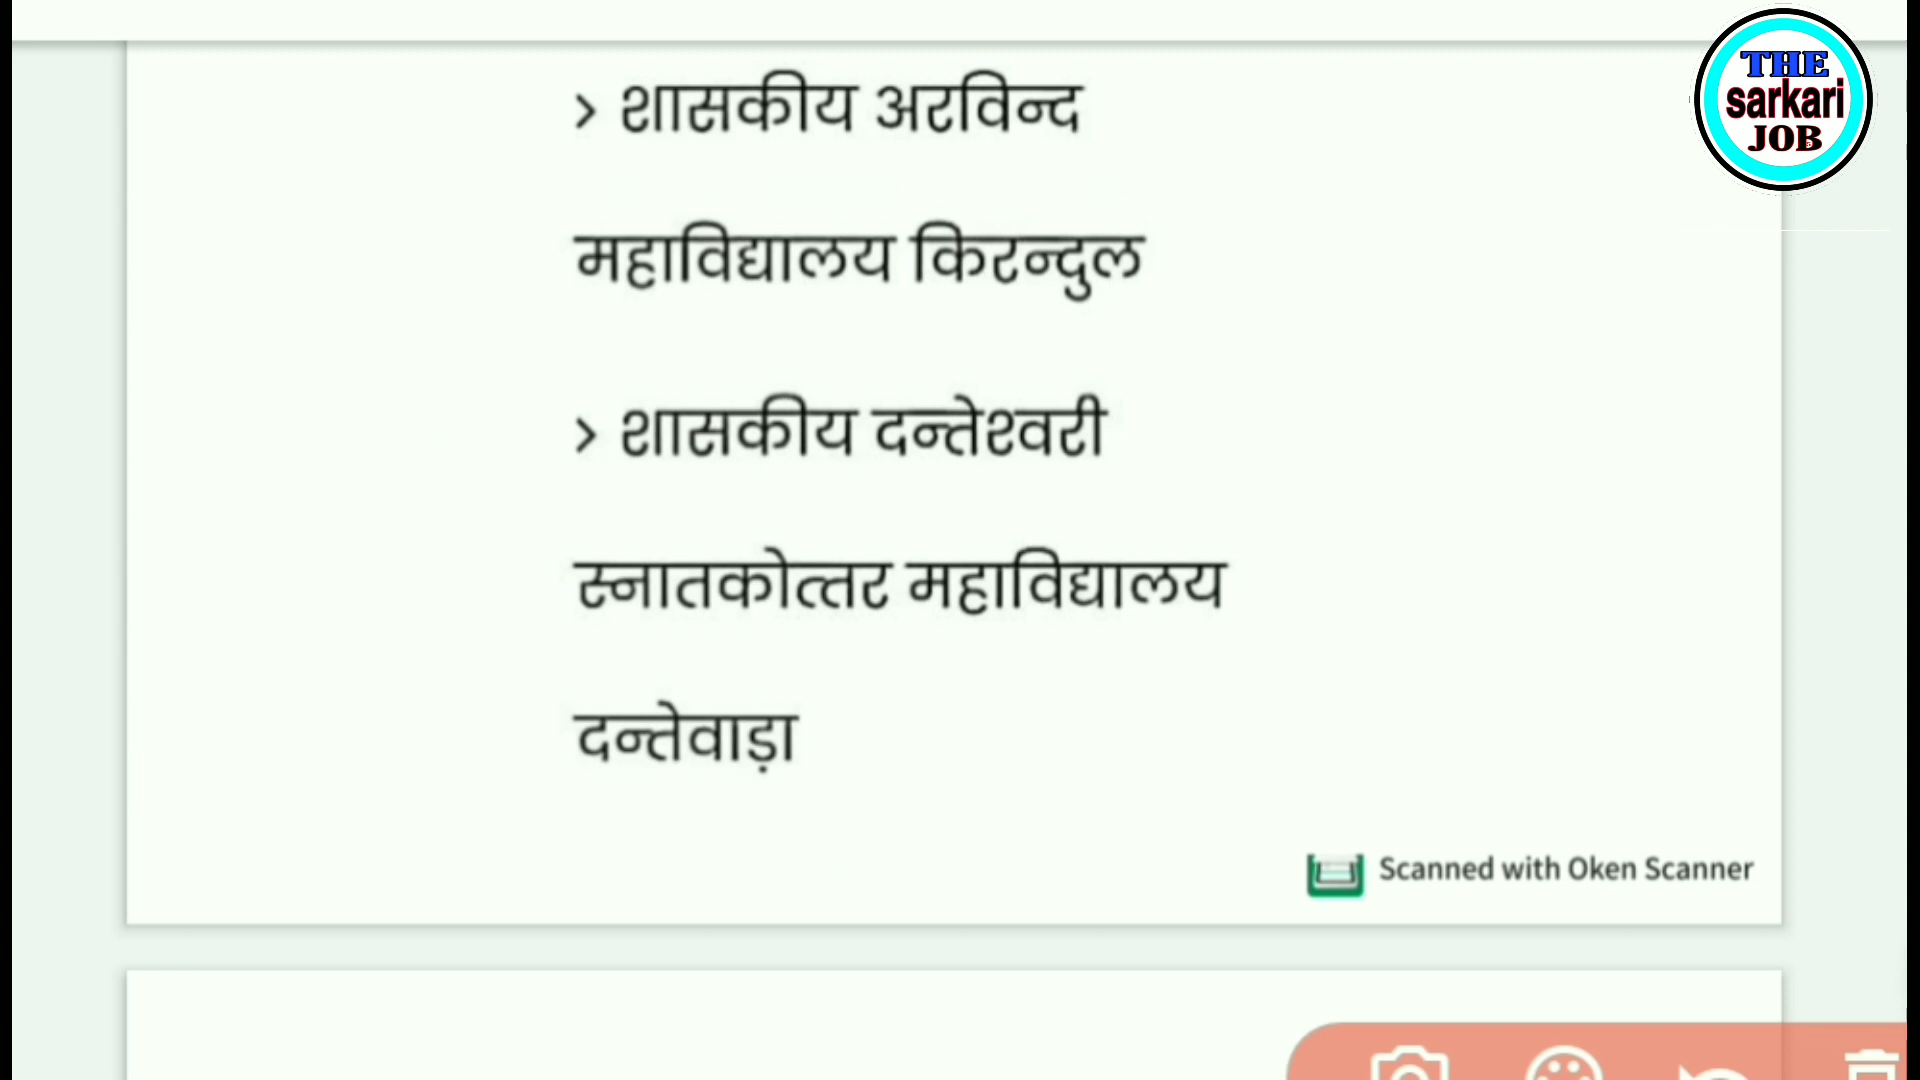 > शासकीय अरविन्द
महाविद्यालय किरन्दुल
> शासकीय दन्तेश्वरी
स्नातकोत्तर महाविद्यालय
दन्तेवाड़ा
Scanned with Oken Scanner
THE
sarkari
JOB